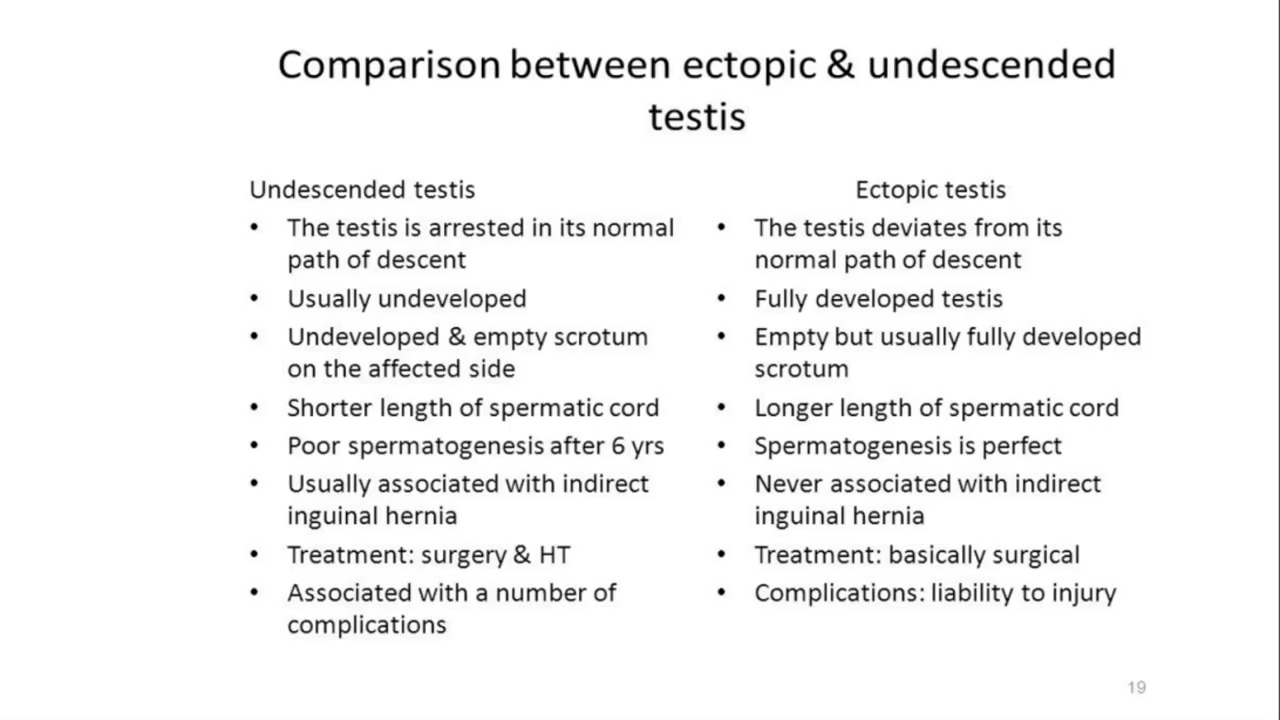 Comparison between ectopic & undescended
testis
Undescended testis
• The testis is arrested in its normal
path of descent
• Usually undeveloped
• Undeveloped & empty scrotum
on the affected side
• Shorter length of spermatic cord
• Poor spermatogenesis after 6 yrs
• Usually associated with indirect
inguinal hernia
• Treatment: surgery & HT
• Associated with a number of
complications
Ectopic testis
• The testis deviates from its
normal path of descent
• Fully developed testis
• Empty but usually fully developed
scrotum
• Longer length of spermatic cord
• Spermatogenesis is perfect
• Never associated with indirect
inguinal hernia
• Treatment: basically surgical
• Complications: liability to injury
19